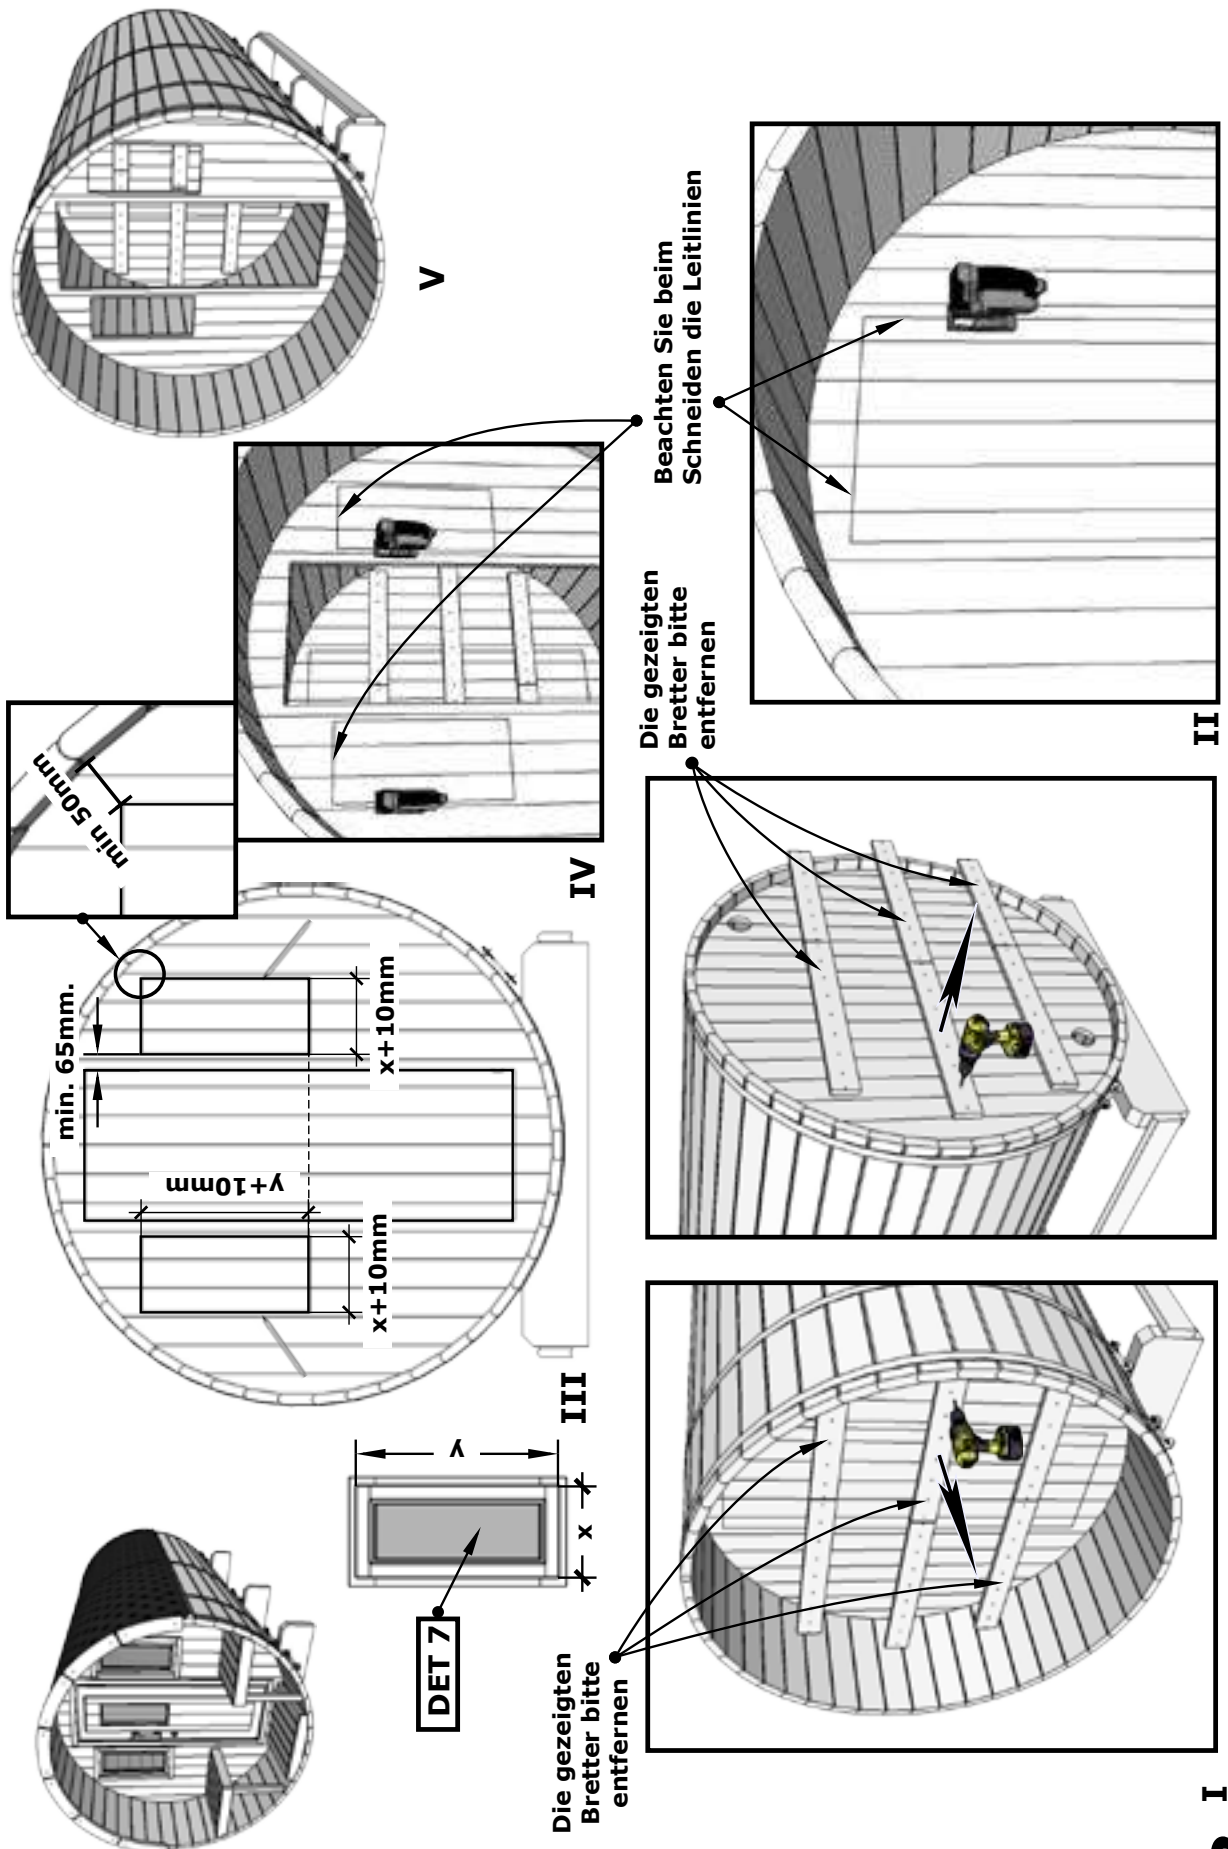 I
Die gezeigten
Bretter bitte
entfernen
Die gezeigten
Bretter bitte
entfernen
II
Beachten Sie beim
Schneiden die Leitlinien
DET 7
x
y
III
x+10mm
y+10mm
x+10mm
min. 65mm.
min 50mm
IV
V